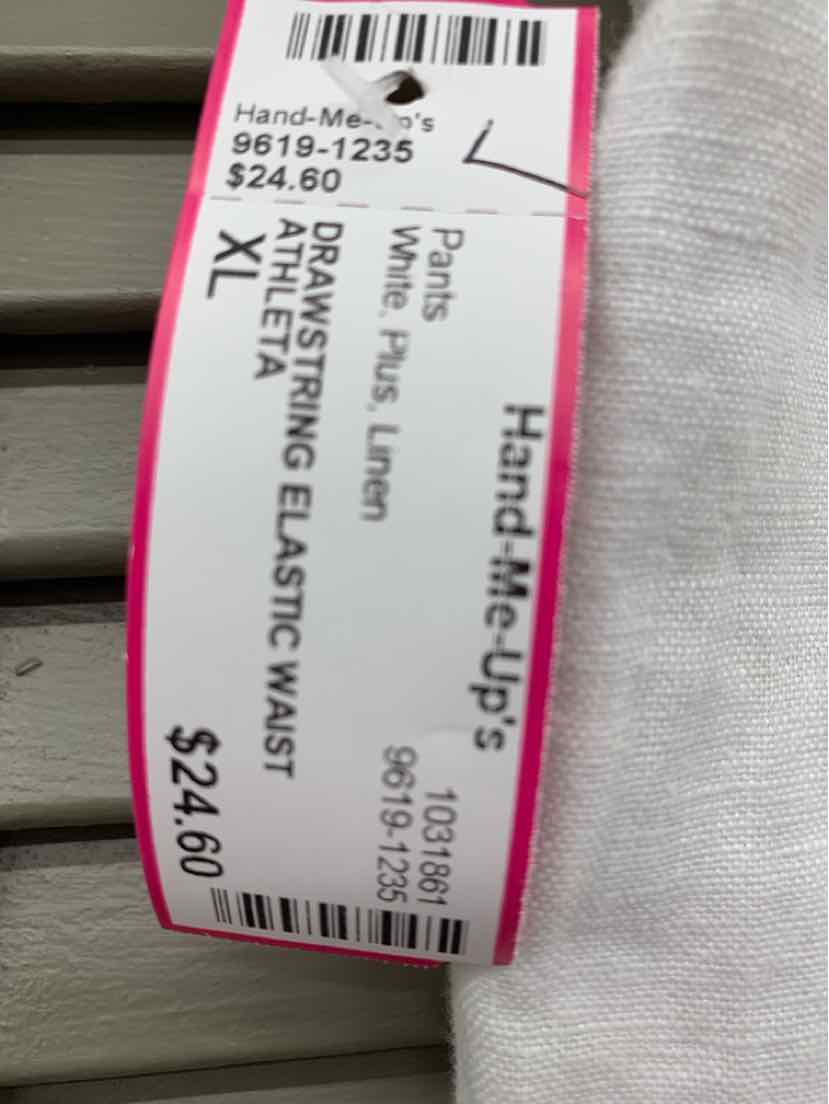 Hand-Me-Up's
9619-1235
$24.60
Hand-Me-Up's
Pants
1031861
White, Plus, Linen
9619-1235
DRAWSTRING ELASTIC WAIST
ATHLETA
XL
$24.60